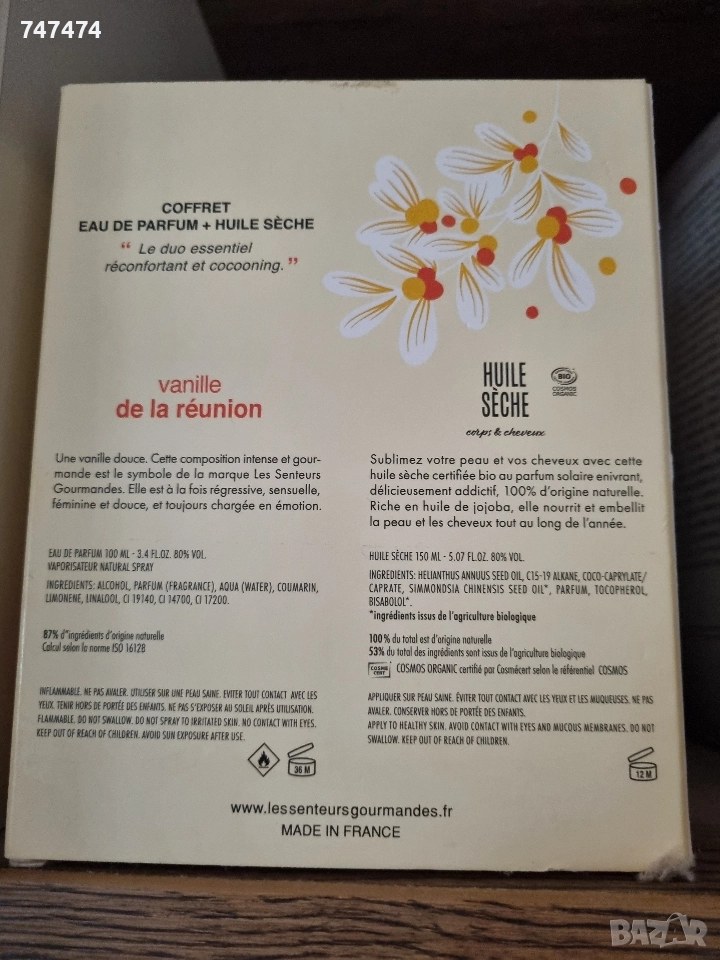 747474
COFFRET
EAU DE PARFUM + HUILE SÈCHE
“ Le duo essentiel
réconfortant et cocooning. ”
vanille
de la réunion
Une vanille douce. Cette composition intense et gour-
mande est le symbole de la marque Les Senteurs
Gourmandes. Elle est à la fois régressive, sensuelle,
féminine et douce, et toujours chargée en émotion.
EAU DE PARFUM 100 ML - 3.4 FL.OZ. 80% VOL.
VAPORISATEUR NATURAL SPRAY
INGREDIENTS: ALCOHOL, PARFUM (FRAGRANCE), AQUA (WATER), COUMARIN,
LIMONENE, LINALOOL, CI 19140, CI 14700, CI 17200.
87% d'ingrédients d'origine naturelle
Calcul selon la norme ISO 16128
INFLAMMABLE. NE PAS AVALER. UTILISER SUR UNE PEAU SAINE. EVITER TOUT CONTACT AVEC LES
YEUX. TENIR HORS DE PORTÉE DES ENFANTS. NE PAS S'EXPOSER AU SOLEIL APRÈS UTILISATION.
FLAMMABLE. DO NOT SWALLOW. DO NOT SPRAY TO IRRITATED SKIN. NO CONTACT WITH EYES.
KEEP OUT OF REACH OF CHILDREN. AVOID SUN EXPOSURE AFTER USE.
36 M
HUILE
SÈCHE
corps & cheveux
BIO
COSMOS
ORGANIC
Sublimez votre peau et vos cheveux avec cette
huile sèche certifiée bio au parfum solaire enivrant,
délicieusement addictif, 100% d'origine naturelle.
Riche en huile de jojoba, elle nourrit et embellit
la peau et les cheveux tout au long de l'année.
HUILE SÈCHE 150 ML - 5.07 FL.OZ. 80% VOL.
INGREDIENTS: HELIANTHUS ANNUUS SEED OIL, C15-19 ALKANE, COCO-CAPRYLATE/
CAPRATE, SIMMONDSIA CHINENSIS SEED OIL*, PARFUM, TOCOPHEROL,
BISABOLOL*.
*ingrédients issus de l'agriculture biologique
100% du total est d'origine naturelle
53% du total des ingrédients sont issus de l'agriculture biologique
COSME CERT COSMOS ORGANIC certifié par Cosmécert selon le référentiel COSMOS
APPLIQUER SUR PEAU SAINE. ÉVITER TOUT CONTACT AVEC LES YEUX ET LES MUQUEUSES. NE PAS
AVALER. CONSERVER HORS DE PORTÉE DES ENFANTS.
APPLY TO HEALTHY SKIN. AVOID CONTACT WITH EYES AND MUCOUS MEMBRANES. DO NOT
SWALLOW. KEEP OUT OF REACH OF CHILDREN.
12 M
www.lessenteursgourmandes.fr
MADE IN FRANCE
BAZAR